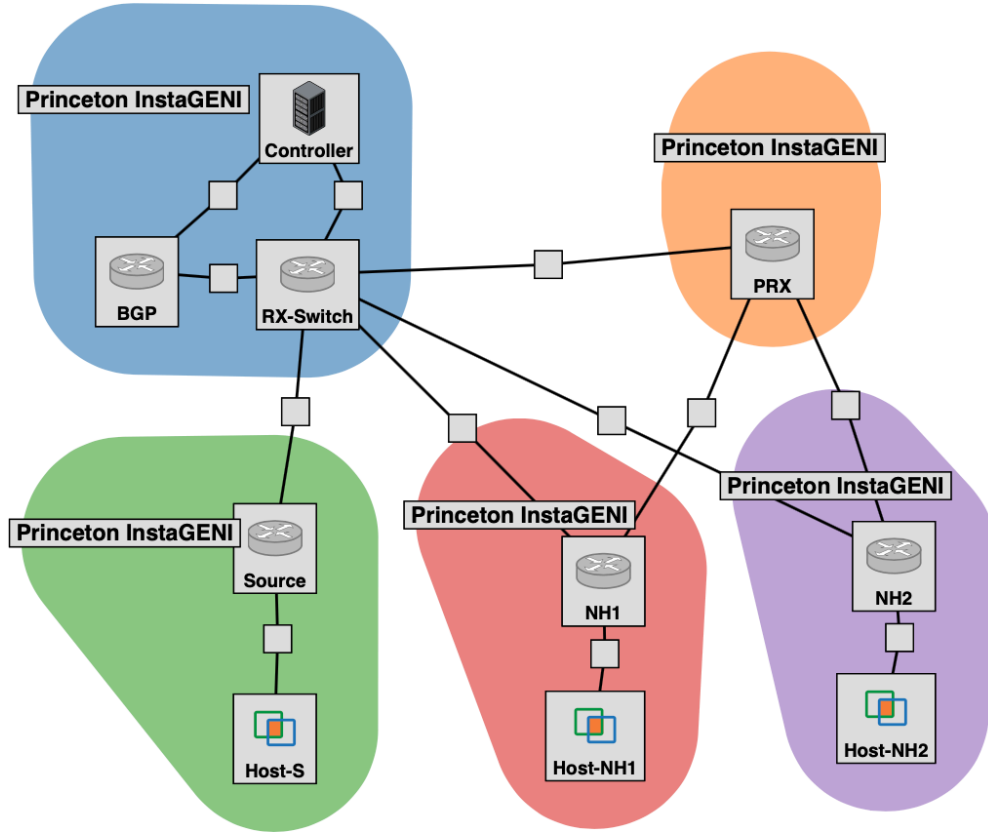 Princeton InstaGENI
Controller
Princeton InstaGENI
BGP
RX-Switch
PRX
Princeton InstaGENI
Princeton InstaGENI
Princeton InstaGENI
Source
NH1
NH2
Host-S
Host-NH1
Host-NH2